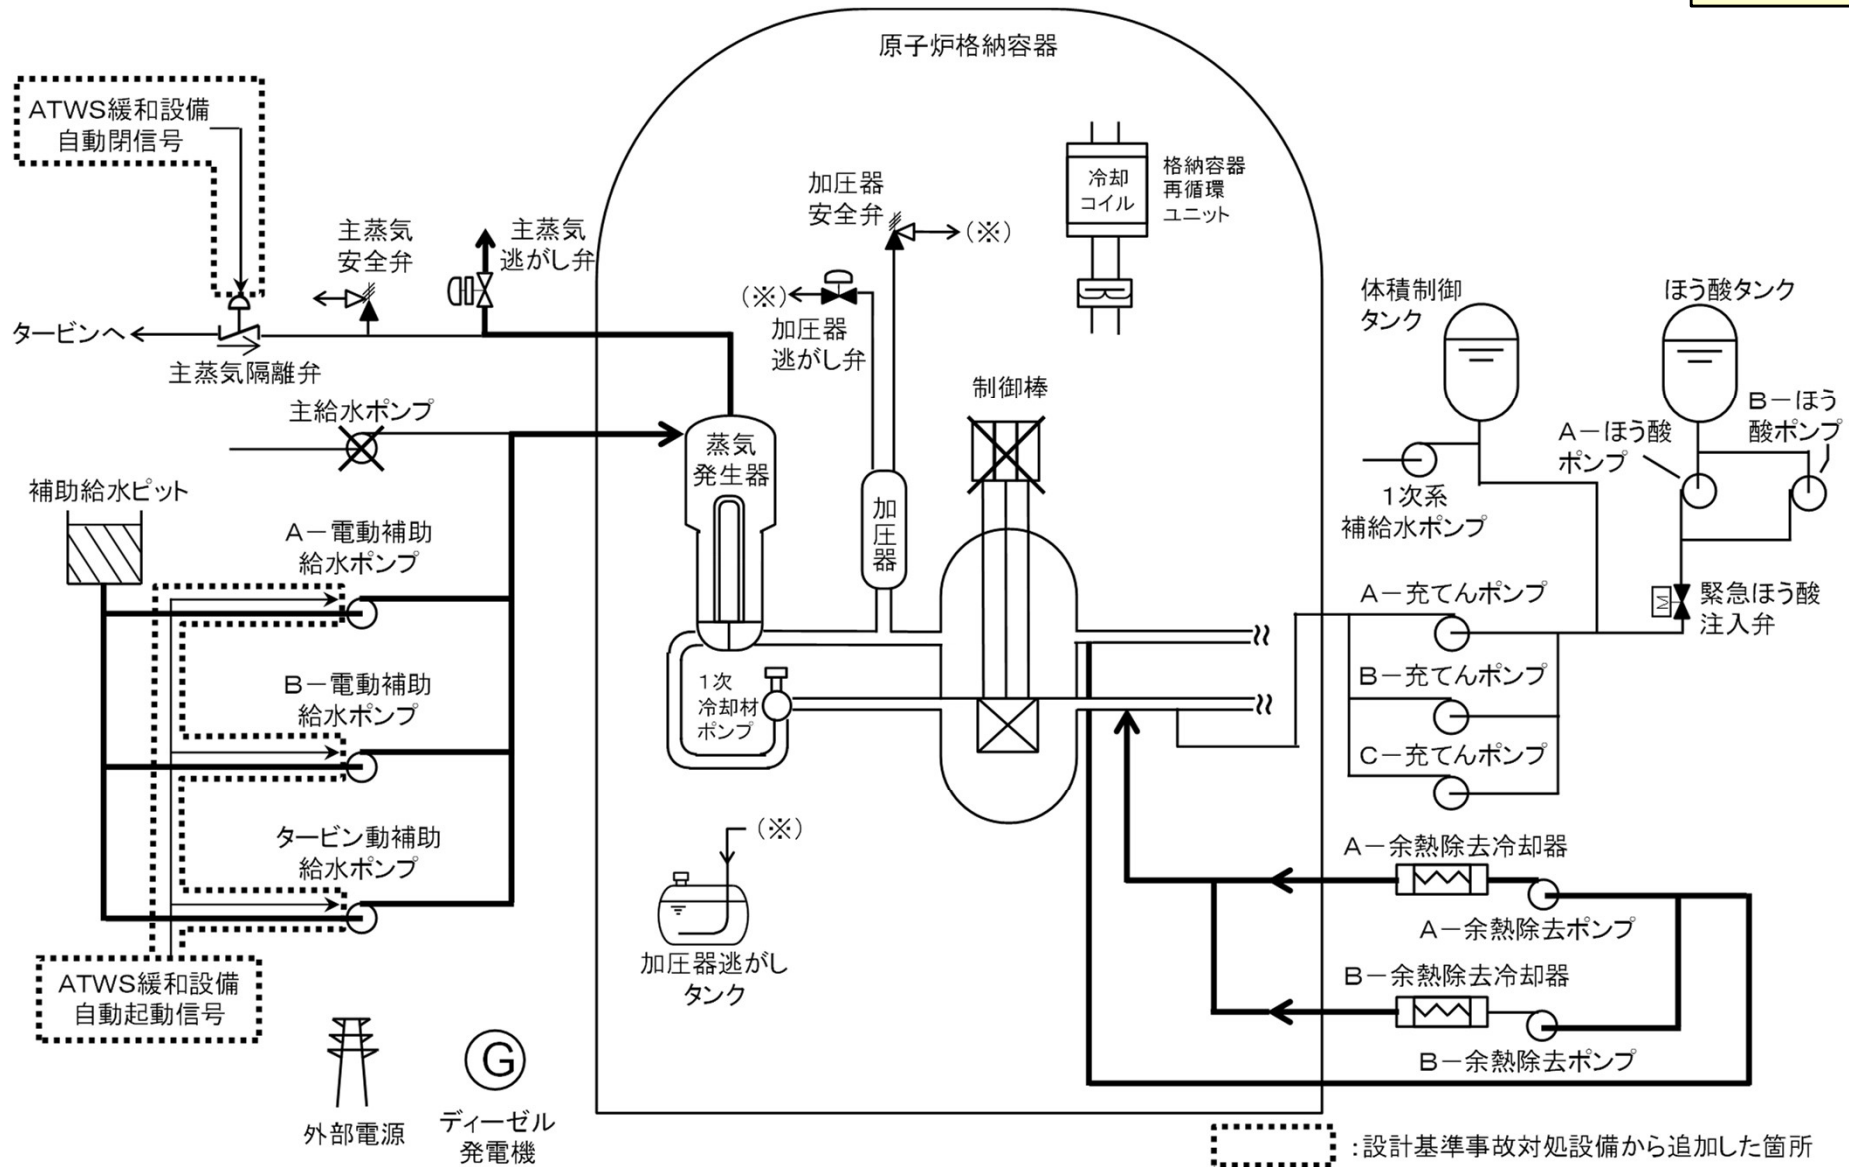 原子炉格納容器
ATWS緩和設備
自動閉信号
主蒸気
安全弁
主蒸気
逃がし弁
タービンへ
主蒸気隔離弁
加圧器
安全弁
(※)
(※)
加圧器
逃がし弁
冷却
コイル
格納容器
再循環
ユニット
制御棒
体積制御
タンク
ほう酸タンク
B-ほう
酸ポンプ
A-ほう酸
ポンプ
1次系
補給水ポンプ
緊急ほう酸
注入弁
M
主給水ポンプ
蒸気
発生器
加
圧
器
補助給水ピット
A-電動補助
給水ポンプ
B-電動補助
給水ポンプ
タービン動補助
給水ポンプ
ATWS緩和設備
自動起動信号
1次
冷却材
ポンプ
A-充てんポンプ
B-充てんポンプ
C-充てんポンプ
(※)
加圧器逃がし
タンク
A-余熱除去冷却器
A-余熱除去ポンプ
B-余熱除去冷却器
B-余熱除去ポンプ
外部電源
G
ディーゼル
発電機
:設計基準事故対処設備から追加した箇所